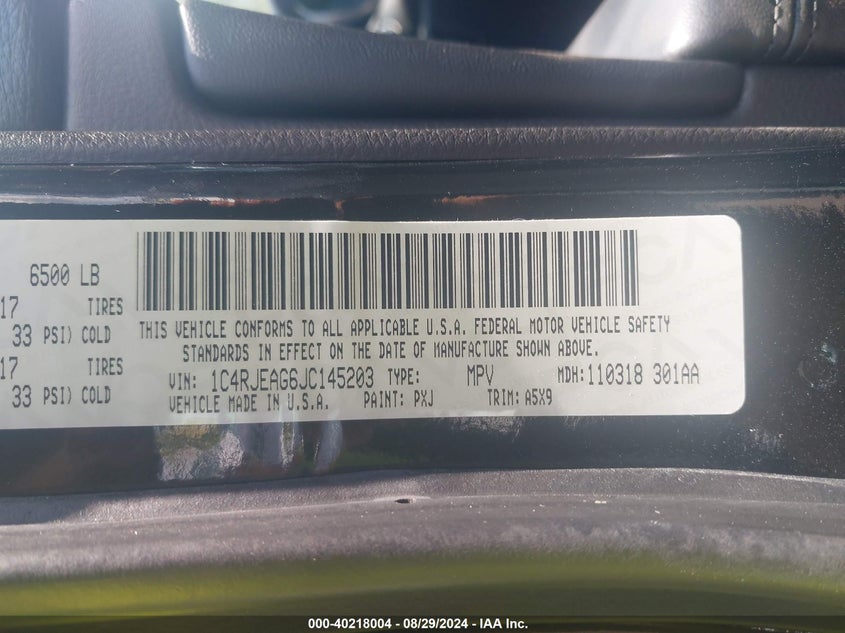 6500 LB
17 TIRES
33 PSI) COLD
17 TIRES
33 PSI) COLD
THIS VEHICLE CONFORMS TO ALL APPLICABLE U.S.A. FEDERAL MOTOR VEHICLE SAFETY
STANDARDS IN EFFECT ON THE DATE OF MANUFACTURE SHOWN ABOVE.
VIN: 1C4RJEAG6JC145203 TYPE: MPV MDH: 110318 301AA
VEHICLE MADE IN U.S.A. PAINT: PXJ TRIM: A5X9
000-40218004 - 08/29/2024 - IAA Inc.